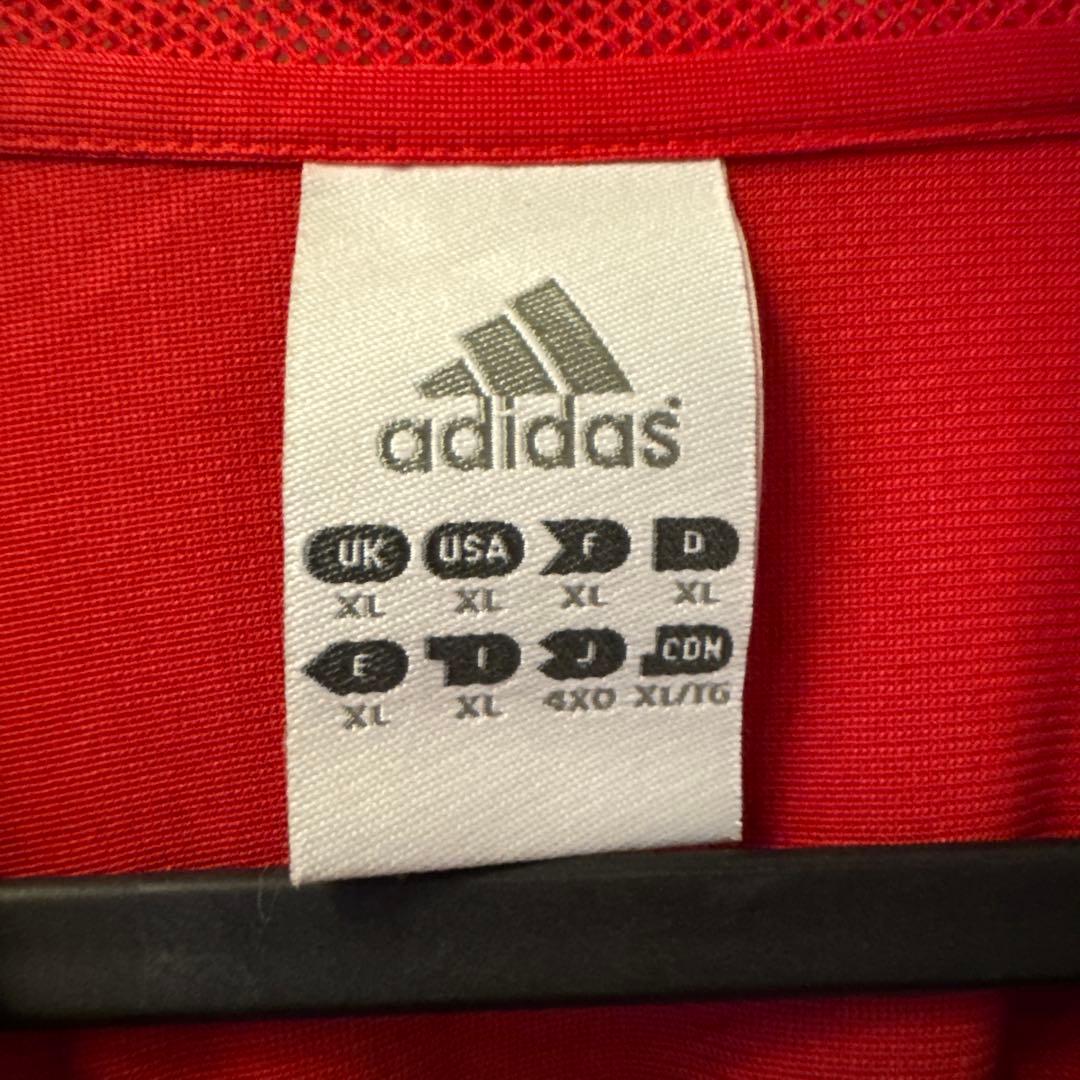 adidas
UK USA F D
XL XL XL XL
E I J CDN
XL XL 4XO XL/TG